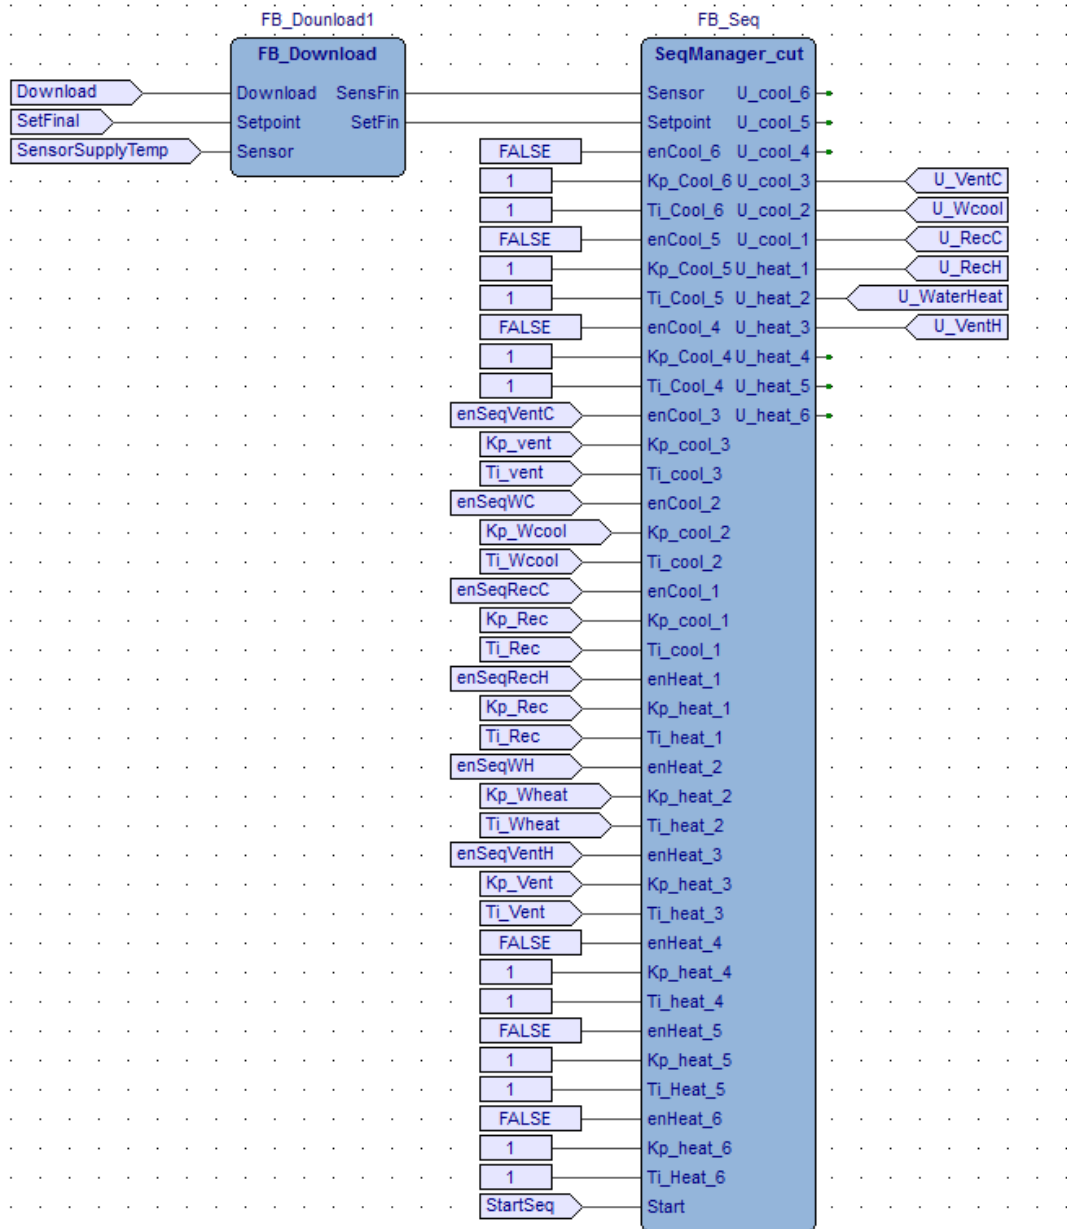 FB_Dounload1 FB_Seq
FB_Download SeqManager_cut
Download Download SensFin Sensor U_cool_6
SetFinal Setpoint SetFin Setpoint U_cool_5
SensorSupplyTemp Sensor FALSE enCool_6 U_cool_4
1 Kp_Cool_6 U_cool_3 U_VentC
1 Ti_Cool_6 U_cool_2 U_Wcool
FALSE enCool_5 U_cool_1 U_RecC
1 Kp_Cool_5 U_heat_1 U_RecH
1 Ti_Cool_5 U_heat_2 U_WaterHeat
FALSE enCool_4 U_heat_3 U_VentH
1 Kp_Cool_4 U_heat_4
1 Ti_Cool_4 U_heat_5
enSeqVentC enCool_3 U_heat_6
Kp_vent Kp_cool_3
Ti_vent Ti_cool_3
enSeqWC enCool_2
Kp_Wcool Kp_cool_2
Ti_Wcool Ti_cool_2
enSeqRecC enCool_1
Kp_Rec Kp_cool_1
Ti_Rec Ti_cool_1
enSeqRecH enHeat_1
Kp_Rec Kp_heat_1
Ti_Rec Ti_heat_1
enSeqWH enHeat_2
Kp_Wheat Kp_heat_2
Ti_Wheat Ti_heat_2
enSeqVentH enHeat_3
Kp_Vent Kp_heat_3
Ti_Vent Ti_heat_3
FALSE enHeat_4
1 Kp_heat_4
1 Ti_heat_4
FALSE enHeat_5
1 Kp_heat_5
1 Ti_Heat_5
FALSE enHeat_6
1 Kp_heat_6
1 Ti_Heat_6
StartSeq Start